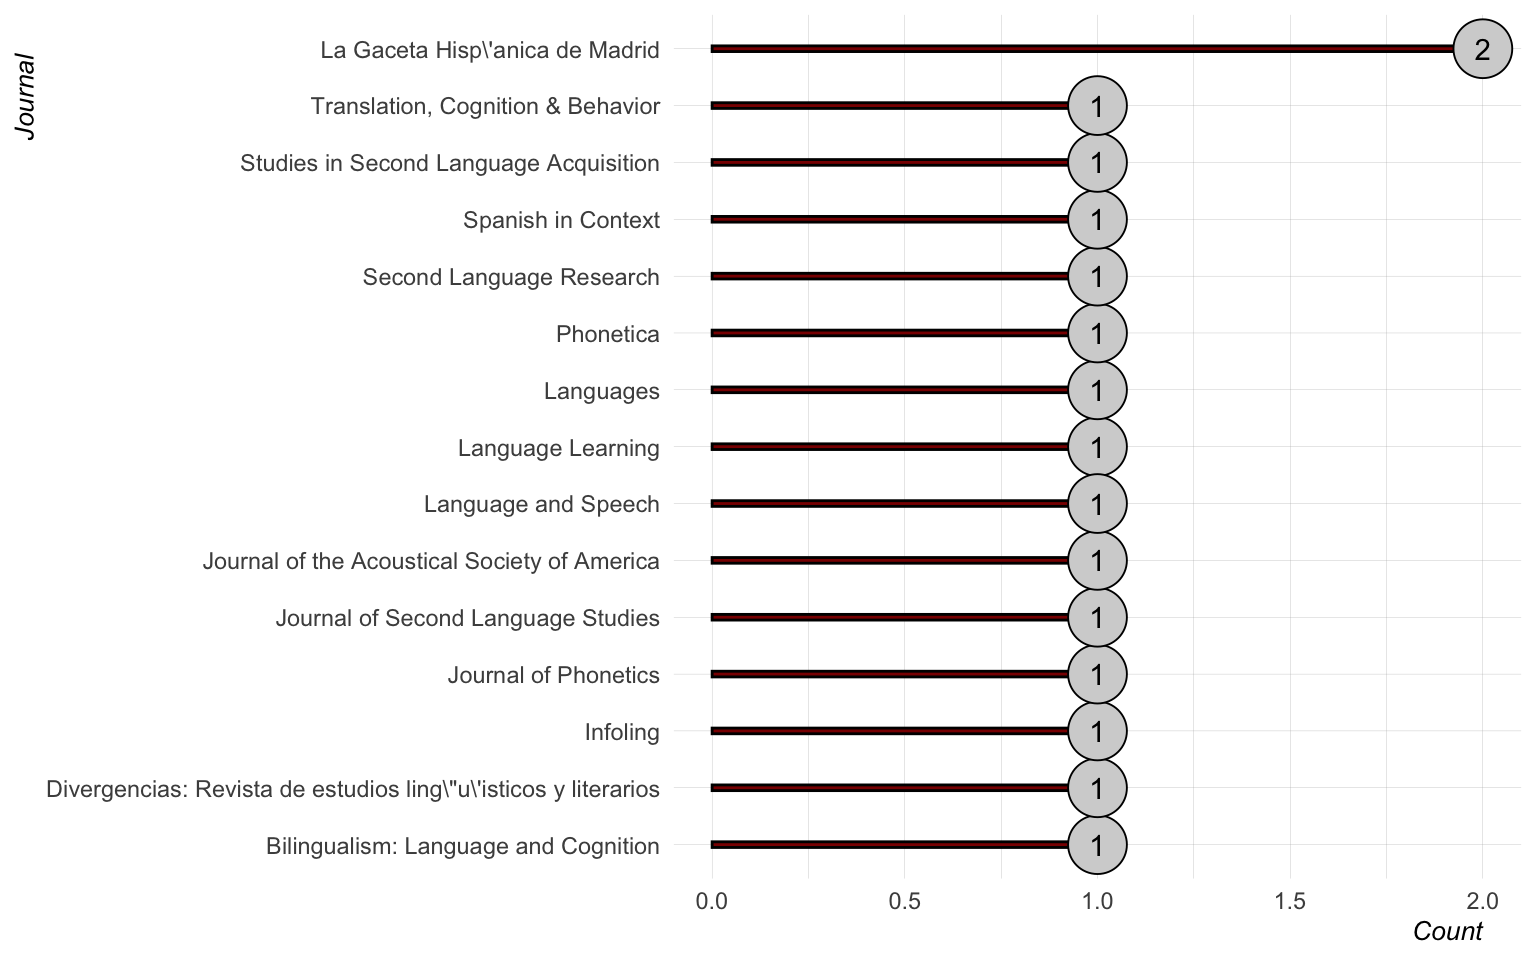 Journal
La Gaceta Hisp\'anica de Madrid 2
Translation, Cognition & Behavior 1
Studies in Second Language Acquisition 1
Spanish in Context 1
Second Language Research 1
Phonetica 1
Languages 1
Language Learning 1
Language and Speech 1
Journal of the Acoustical Society of America 1
Journal of Second Language Studies 1
Journal of Phonetics 1
Infoling 1
Divergencias: Revista de estudios ling\"u\'isticos y literarios 1
Bilingualism: Language and Cognition 1
0.0 0.5 1.0 1.5 2.0
Count